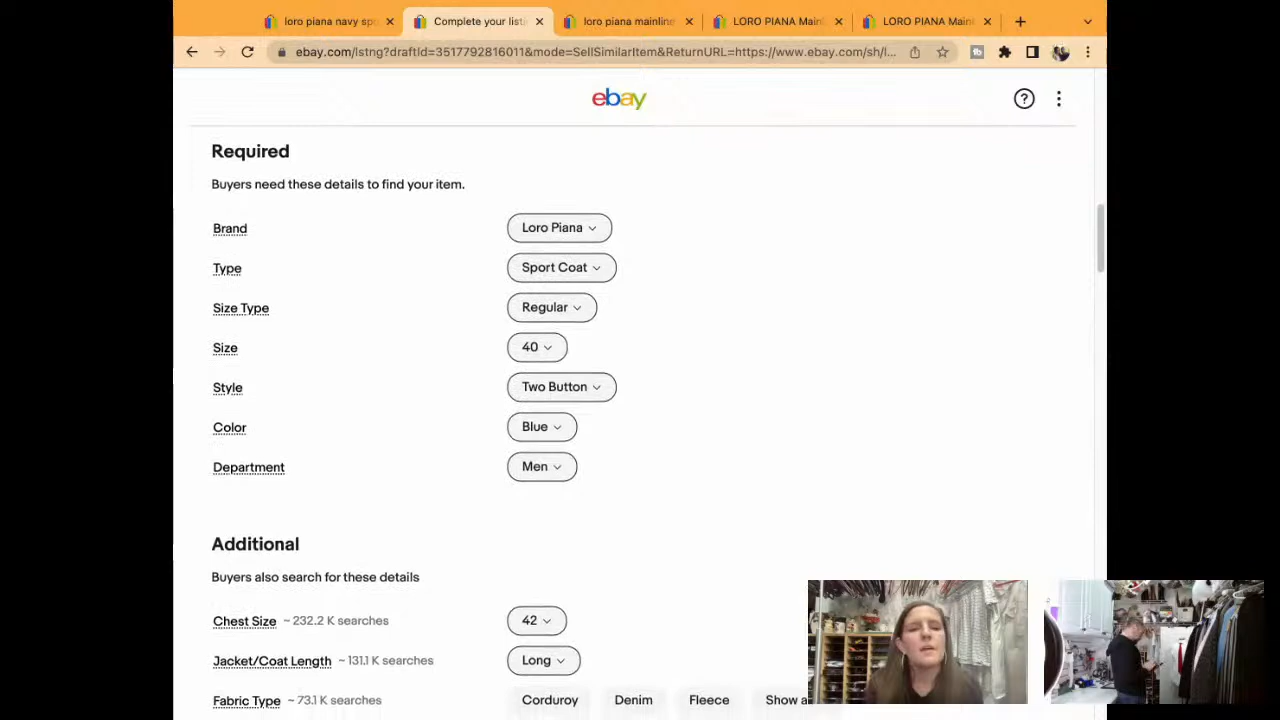 loro piana navy sp
Complete your listi
loro piana mainline
LORO PIANA Main
LORO PIANA Main
ebay.com/lstng?draftId=3517792816011&mode=SellSimilarItem&ReturnURL=https://www.ebay.com/sh/l...
ebay
Required
Buyers need these details to find your item.
Brand Loro Piana
Type Sport Coat
Size Type Regular
Size 40
Style Two Button
Color Blue
Department Men
Additional
Buyers also search for these details
Chest Size ~ 232.2 K searches 42
Jacket/Coat Length ~ 131.1 K searches Long
Fabric Type ~ 73.1 K searches Corduroy Denim Fleece Show a